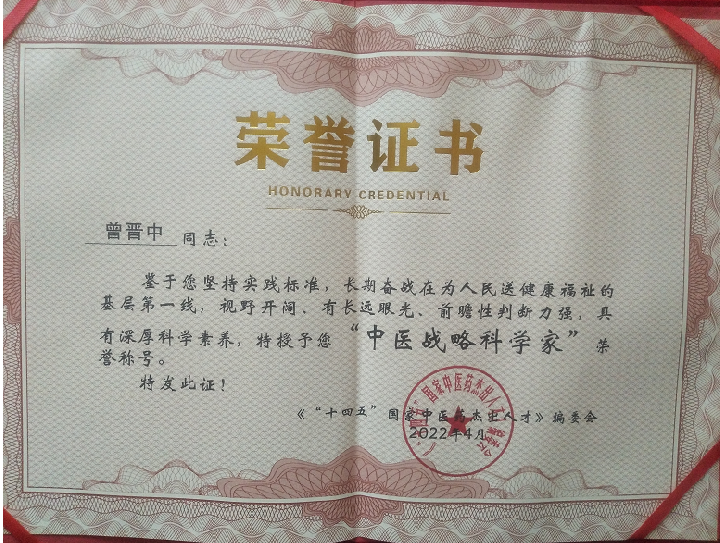 荣誉证书
HONORARY CREDENTIAL
曾晋中 同志：
鉴于您坚持实践标准，长期奋战在为人民送健康福祉的
基层第一线，视野开阔、有长远眼光、前瞻性判断力强，具
有深厚科学素养，特授予您“中医战略科学家”荣
誉称号。
特发此证！
《“十四五”国家中医药杰出人才》编委会
2022年4月